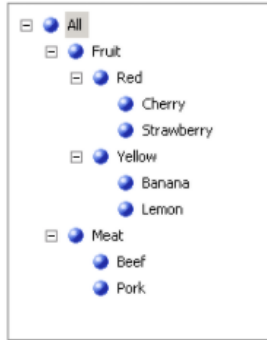 All
Fruit
Red
Cherry
Strawberry
Yellow
Banana
Lemon
Meat
Beef
Pork